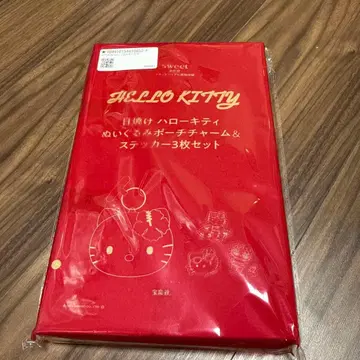 sweet
HELLO KITTY
日焼け ハローキティ
ぬいぐるみポーチチャーム＆
ステッカー3枚セット
宝島社